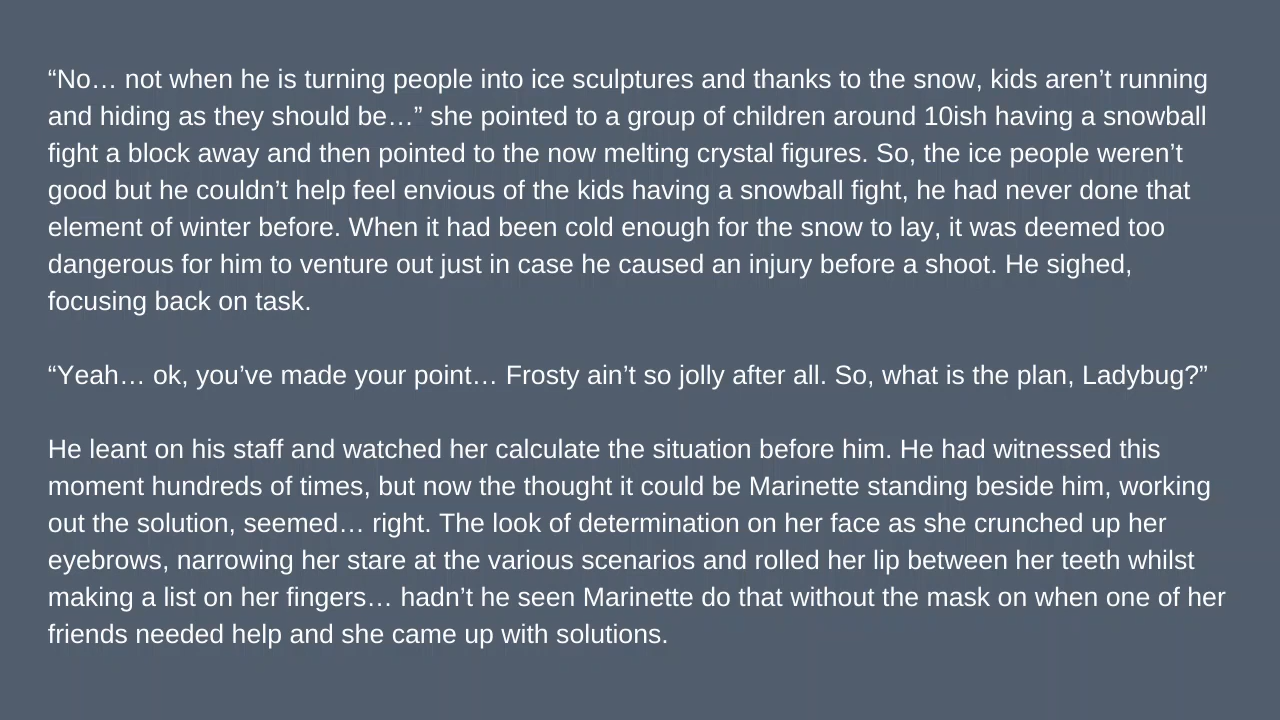 “No… not when he is turning people into ice sculptures and thanks to the snow, kids aren’t running
and hiding as they should be…” she pointed to a group of children around 10ish having a snowball
fight a block away and then pointed to the now melting crystal figures. So, the ice people weren’t
good but he couldn’t help feel envious of the kids having a snowball fight, he had never done that
element of winter before. When it had been cold enough for the snow to lay, it was deemed too
dangerous for him to venture out just in case he caused an injury before a shoot. He sighed,
focusing back on task.
“Yeah… ok, you’ve made your point… Frosty ain’t so jolly after all. So, what is the plan, Ladybug?”
He leant on his staff and watched her calculate the situation before him. He had witnessed this
moment hundreds of times, but now the thought it could be Marinette standing beside him, working
out the solution, seemed… right. The look of determination on her face as she crunched up her
eyebrows, narrowing her stare at the various scenarios and rolled her lip between her teeth whilst
making a list on her fingers… hadn’t he seen Marinette do that without the mask on when one of her
friends needed help and she came up with solutions.